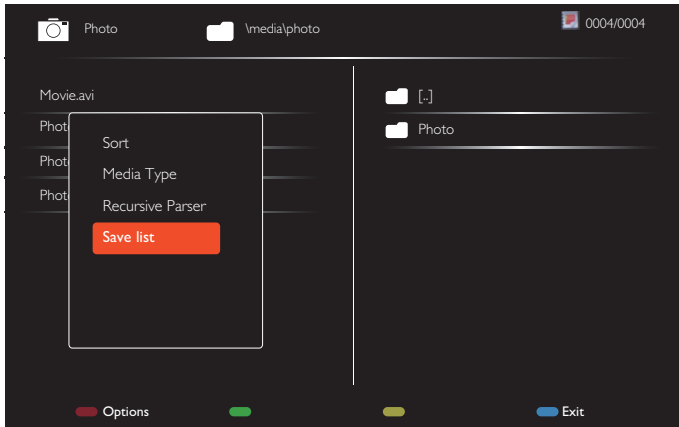 Photo \media\photo 0004/0004
Movie.avi
[..]
Photo
Sort
Media Type
Recursive Parser
Save list
Options Exit